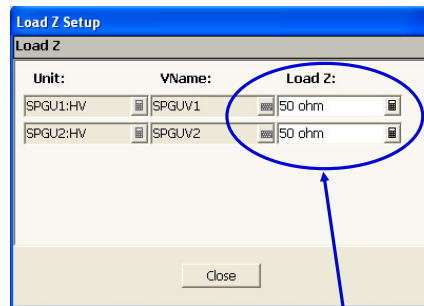 Load Z Setup
Load Z
Unit: VName: Load Z:
SPGU1:HV SPGUV1 50 ohm
SPGU2:HV SPGUV2 50 ohm
Close